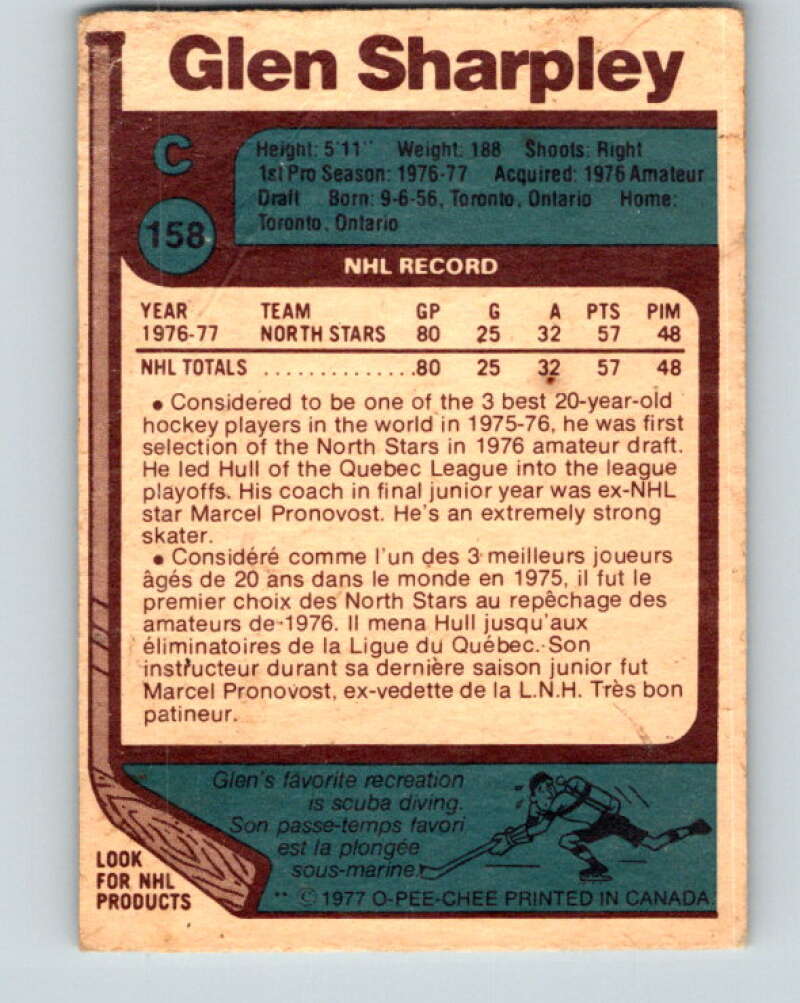 Glen Sharpley
C
Height: 5'11" Weight: 188 Shoots: Right
1st Pro Season: 1976-77 Acquired: 1976 Amateur
Draft Born: 9-6-56, Toronto, Ontario Home:
Toronto, Ontario
158
NHL RECORD
YEAR TEAM GP G A PTS PIM
1976-77 NORTH STARS 80 25 32 57 48
NHL TOTALS ...............80 25 32 57 48
• Considered to be one of the 3 best 20-year-old
hockey players in the world in 1975-76, he was first
selection of the North Stars in 1976 amateur draft.
He led Hull of the Quebec League into the league
playoffs. His coach in final junior year was ex-NHL
star Marcel Pronovost. He's an extremely strong
skater.
• Considéré comme l'un des 3 meilleurs joueurs
âgés de 20 ans dans le monde en 1975, il fut le
premier choix des North Stars au repêchage des
amateurs de 1976. Il mena Hull jusqu'aux
éliminatoires de la Ligue du Québec. Son
instructeur durant sa dernière saison junior fut
Marcel Pronovost, ex-vedette de la L.N.H. Très bon
patineur.
Glen's favorite recreation
is scuba diving.
Son passe-temps favori
est la plongée
sous-marine.
LOOK
FOR NHL
PRODUCTS
** © 1977 O-PEE-CHEE PRINTED IN CANADA